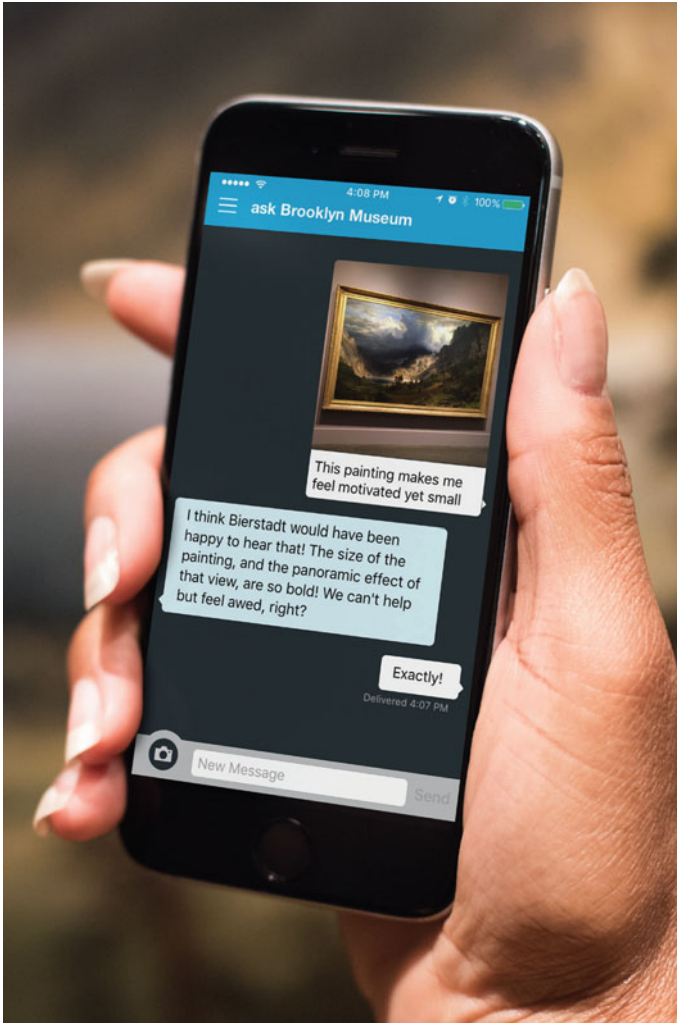 4:08 PM
100%
ask Brooklyn Museum
This painting makes me
feel motivated yet small
I think Bierstadt would have been
happy to hear that! The size of the
painting, and the panoramic effect of
that view, are so bold! We can't help
but feel awed, right?
Exactly!
Delivered 4:07 PM
New Message
Send